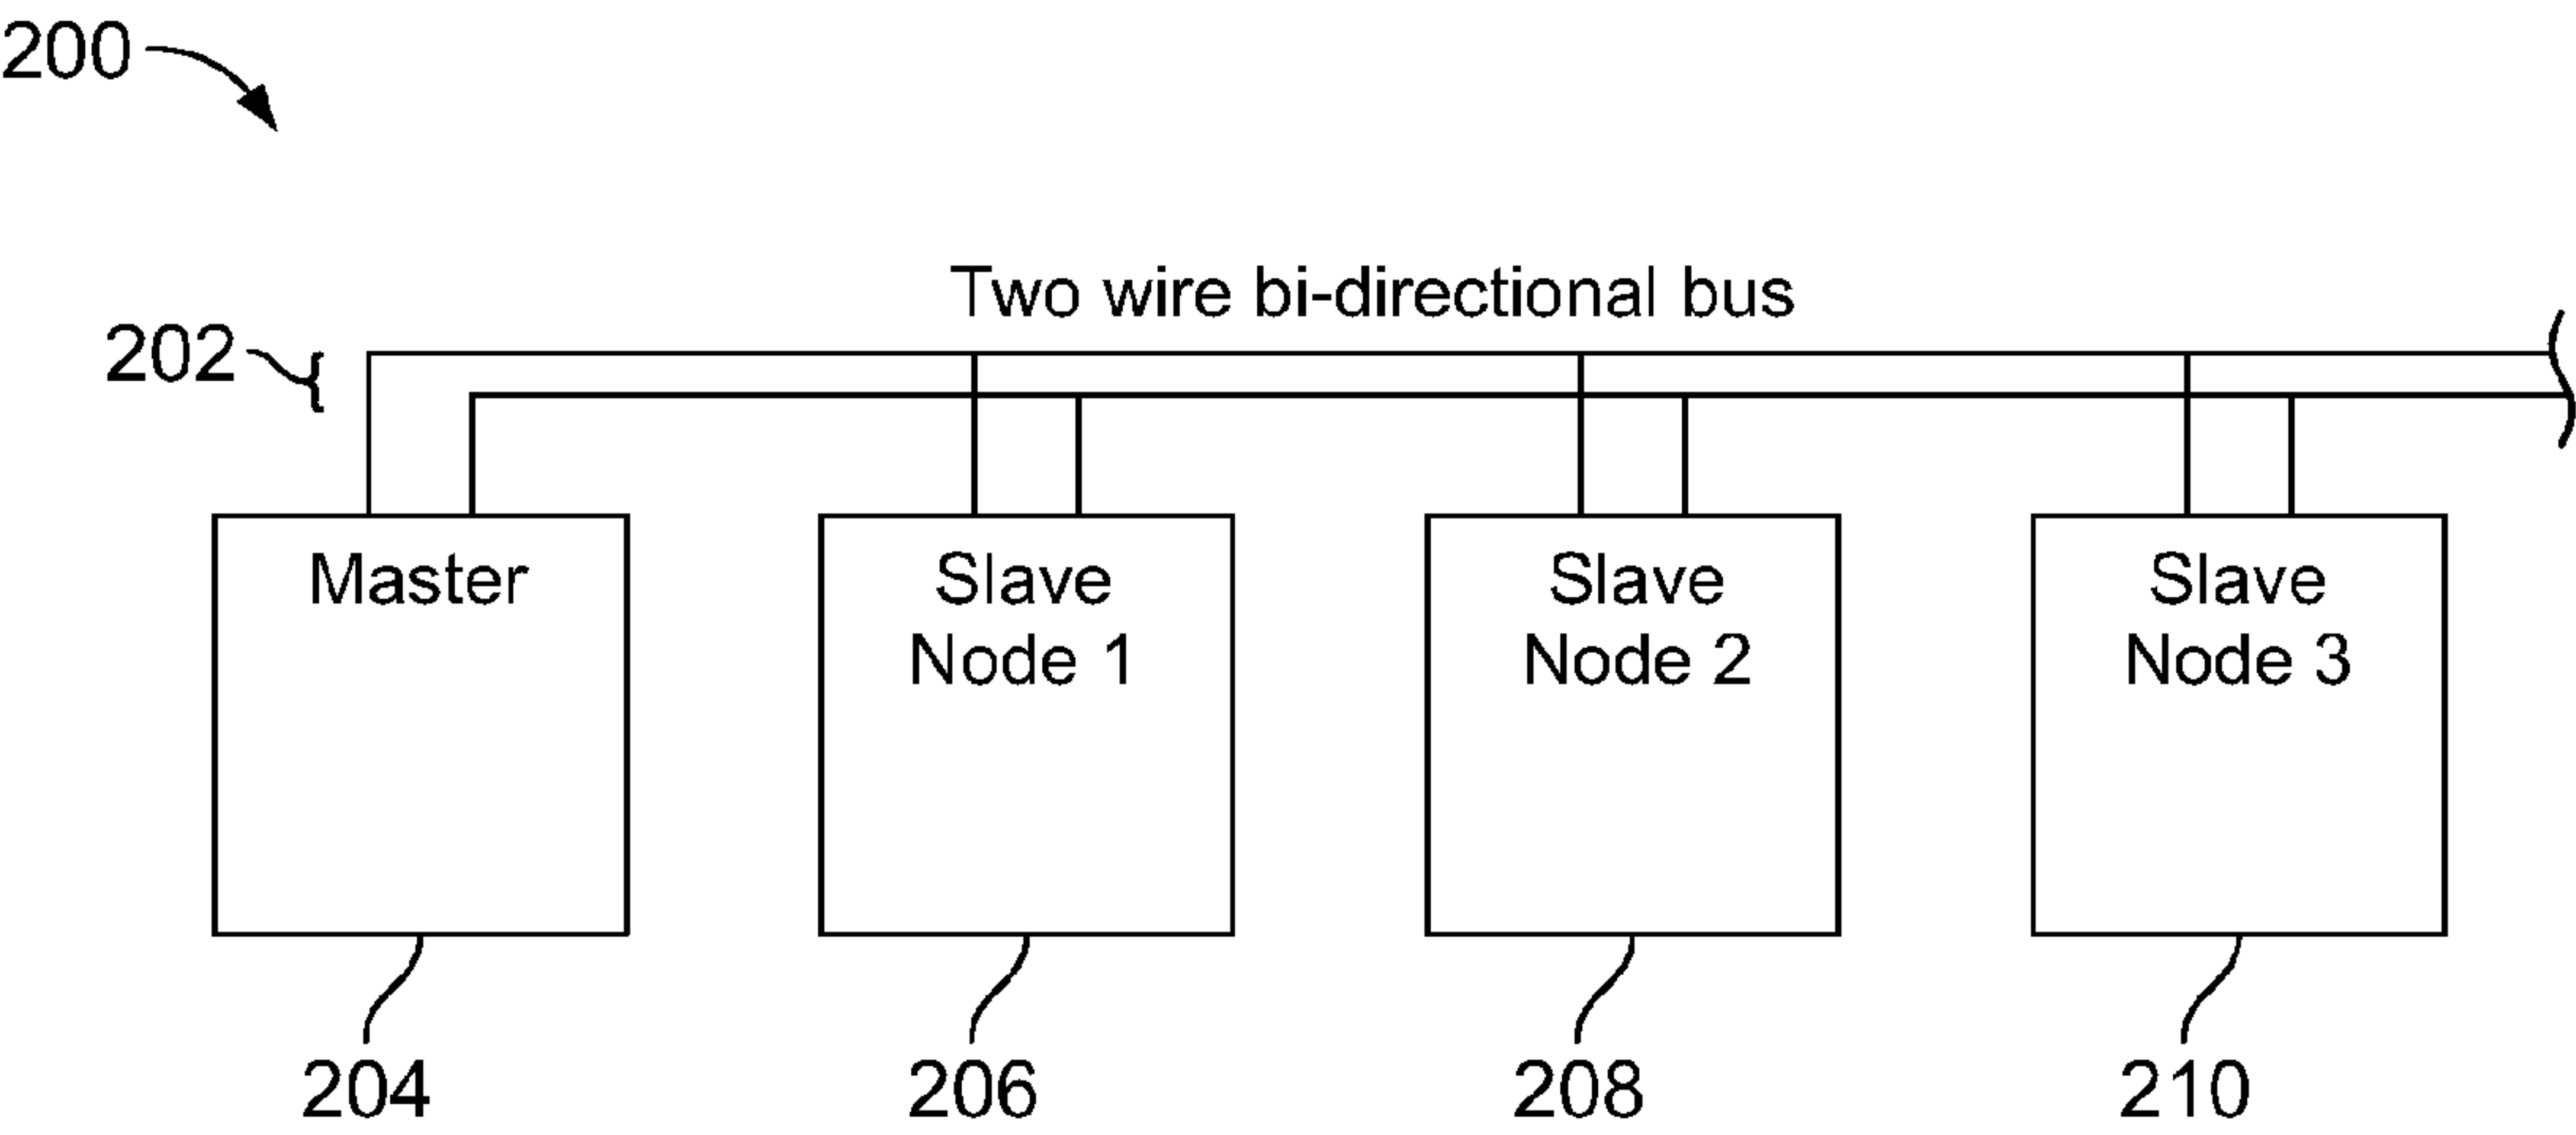 200
Two wire bi-directional bus
202
Master
Slave
Node 1
Slave
Node 2
Slave
Node 3
204
206
208
210